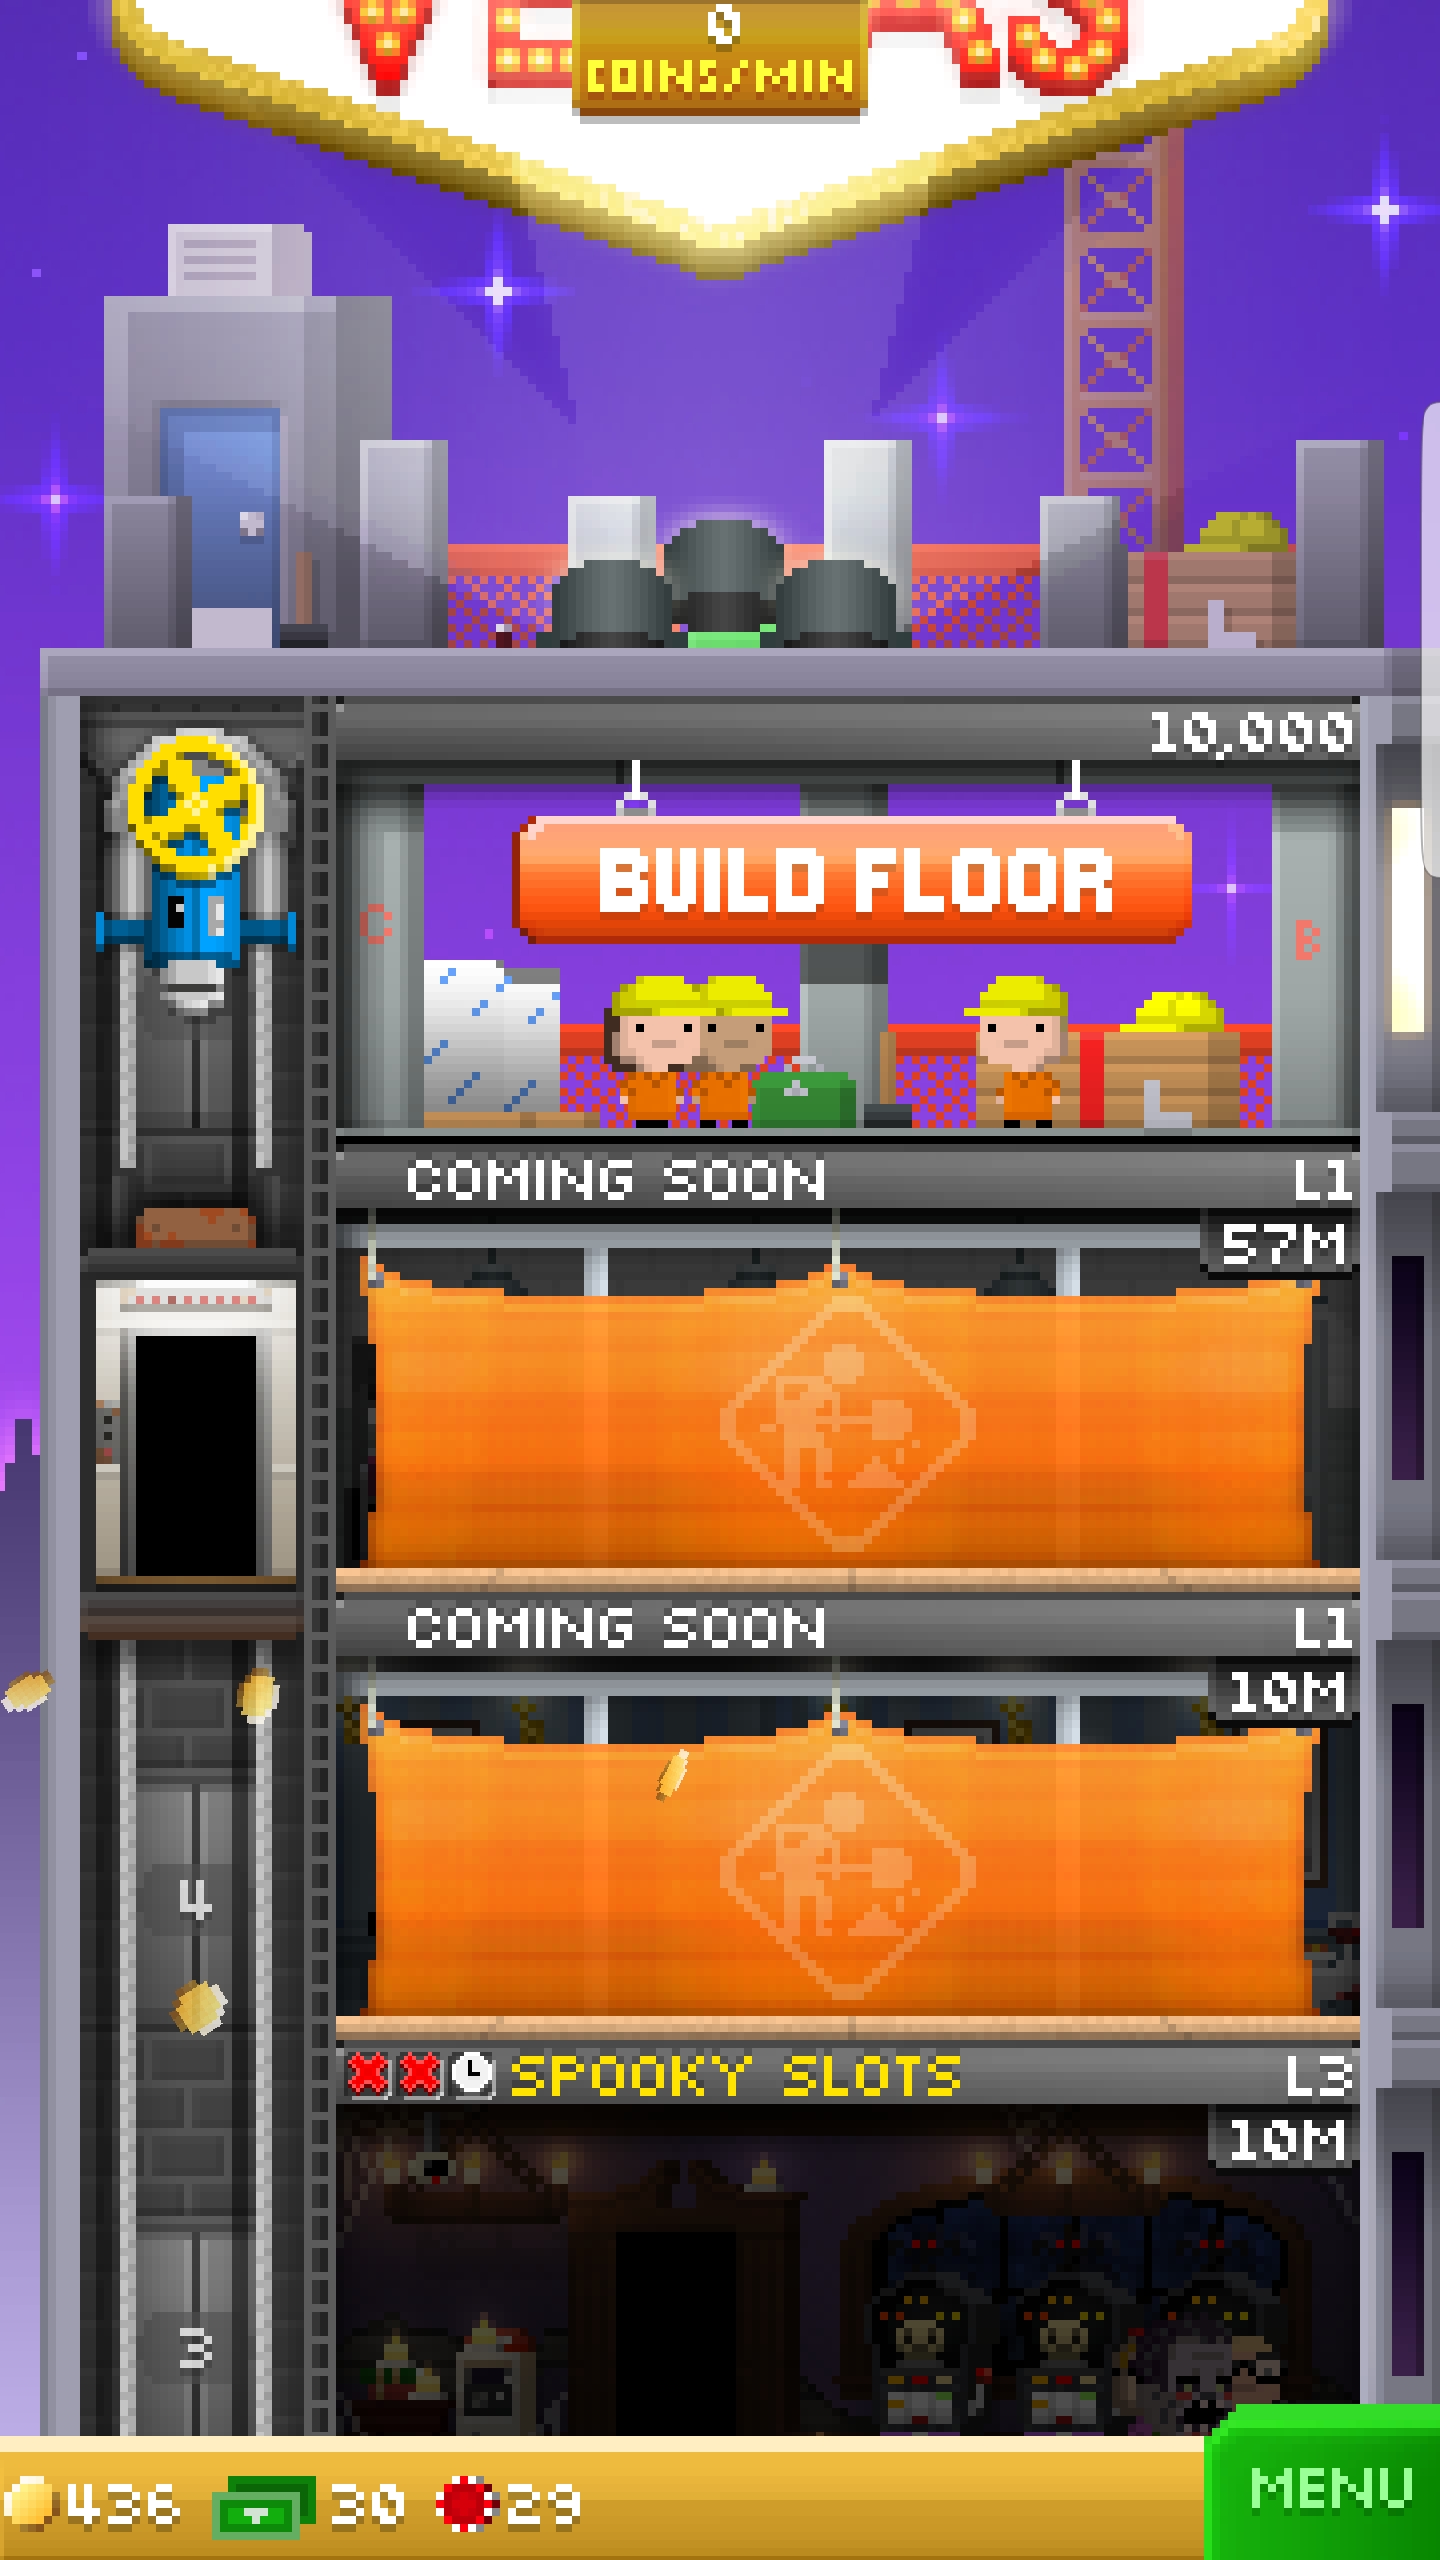 0
COINS/MIN
10,000
BUILD FLOOR
C
B
COMING SOON L1
57M
COMING SOON L1
10M
4
SPOOKY SLOTS L3
10M
3
436 30 29
MENU